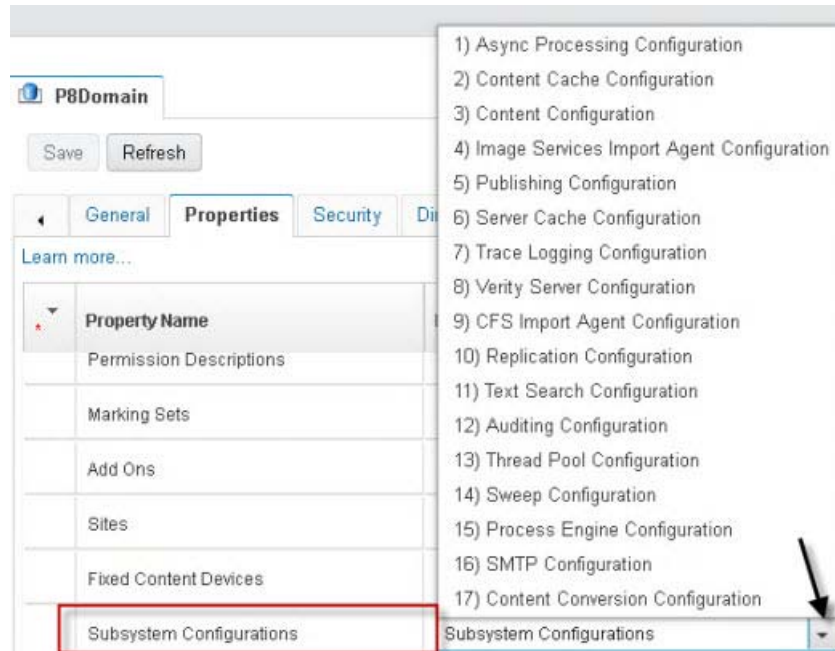 P8Domain
Save Refresh
General Properties Security Di
Learn more...
Property Name
Permission Descriptions
Marking Sets
Add Ons
Sites
Fixed Content Devices
Subsystem Configurations
1) Async Processing Configuration
2) Content Cache Configuration
3) Content Configuration
4) Image Services Import Agent Configuration
5) Publishing Configuration
6) Server Cache Configuration
7) Trace Logging Configuration
8) Verity Server Configuration
9) CFS Import Agent Configuration
10) Replication Configuration
11) Text Search Configuration
12) Auditing Configuration
13) Thread Pool Configuration
14) Sweep Configuration
15) Process Engine Configuration
16) SMTP Configuration
17) Content Conversion Configuration
Subsystem Configurations